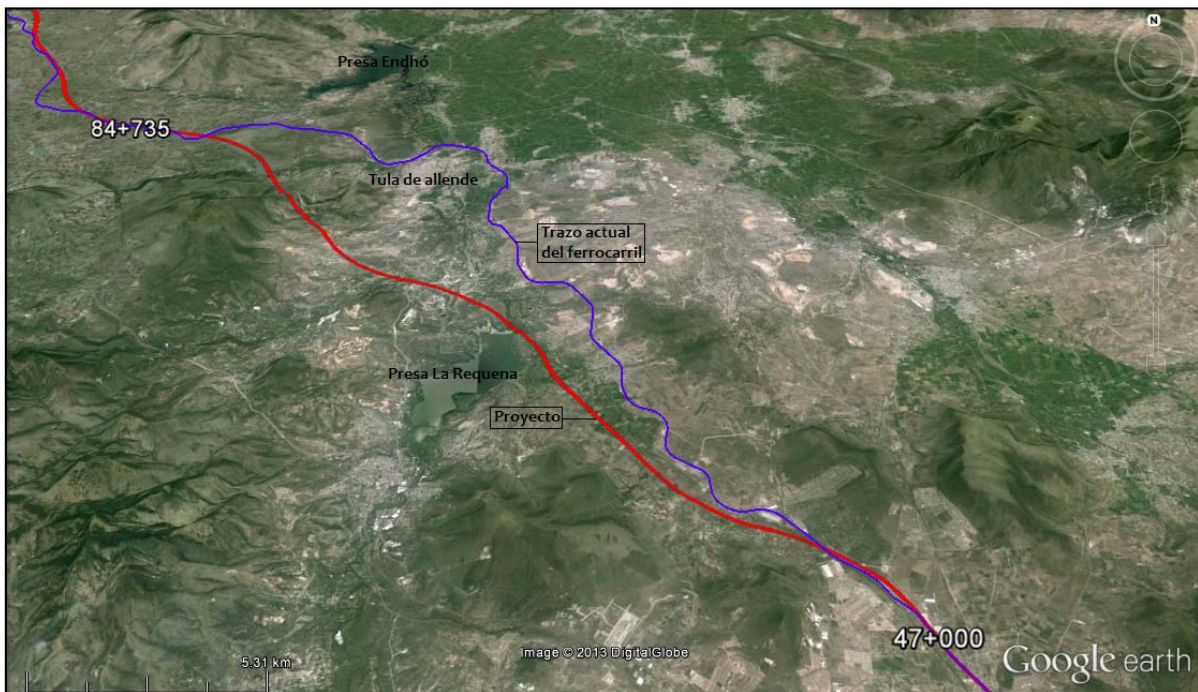 N
Presa Endhó
84+735
Tula de allende
Trazo actual
del ferrocarril
Presa La Requena
Proyecto
47+000
5.31 km
Image © 2013 DigitalGlobe
Google earth